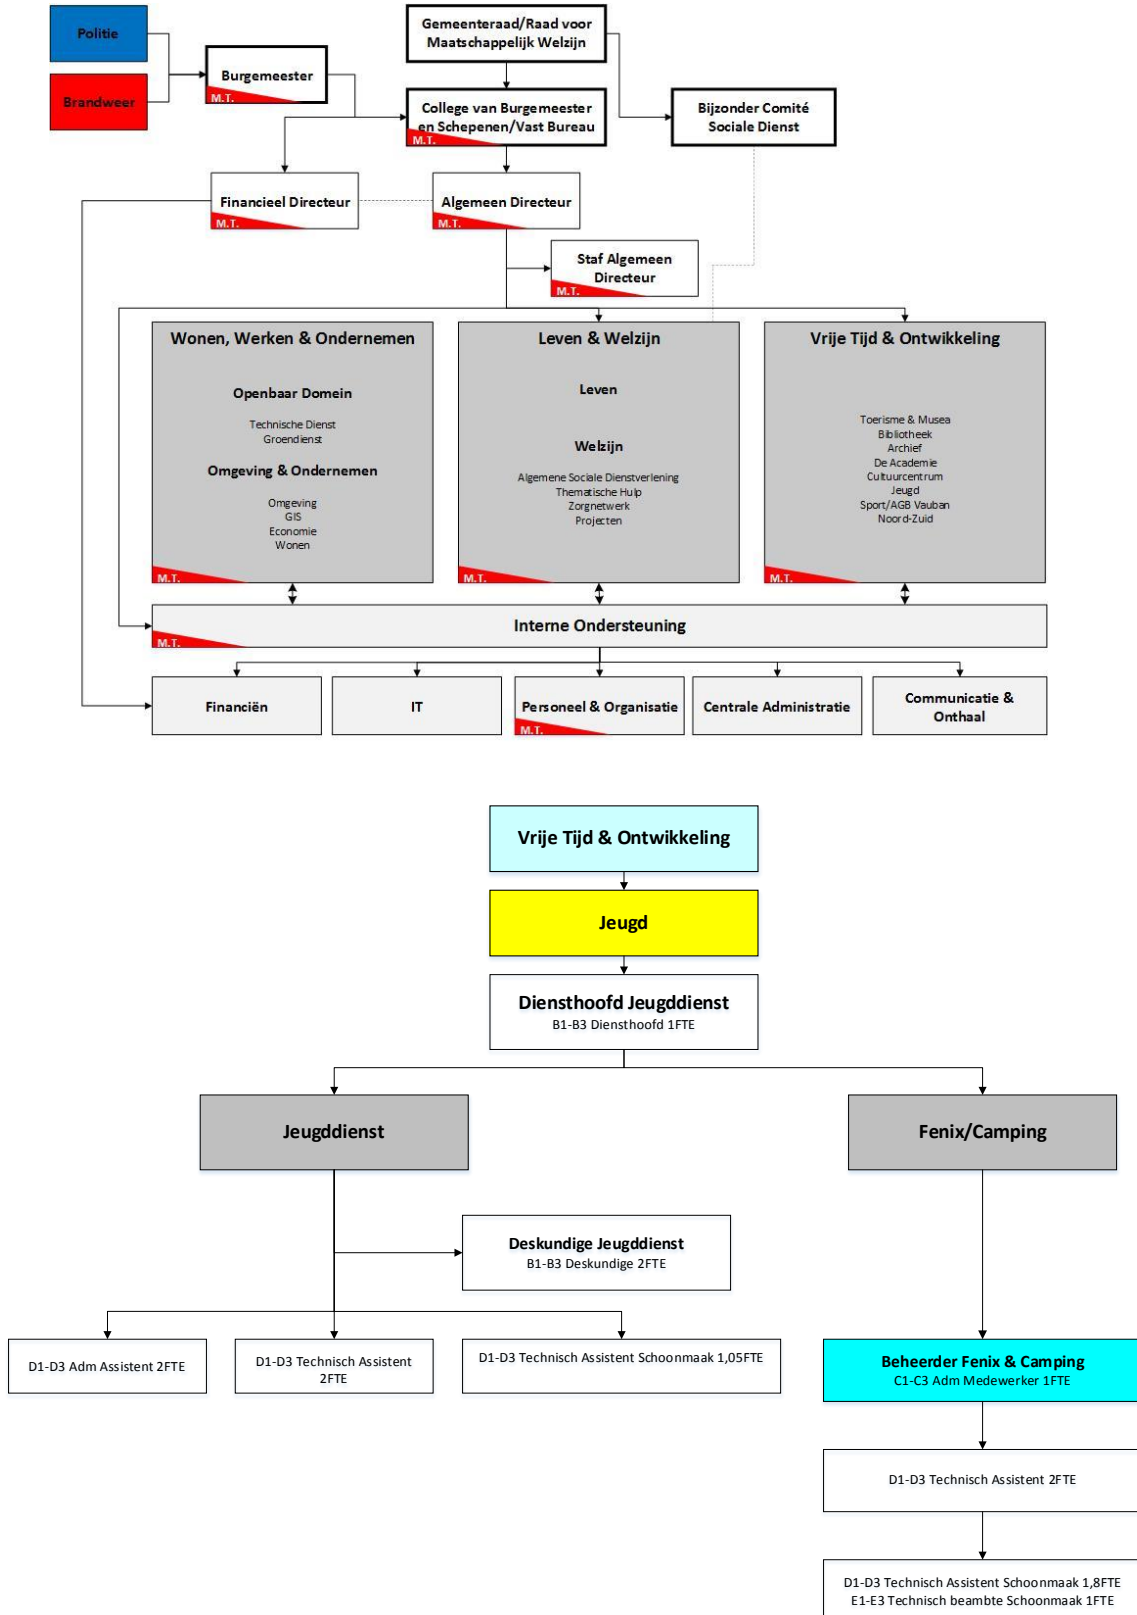 Politie
Gemeenteraad/Raad voor
Maatschappelijk Welzijn
Brandweer
Burgemeester
M.T.
College van Burgemeester
en Schepenen/Vast Bureau
M.T.
Bijzonder Comité
Sociale Dienst
Financieel Directeur
M.T.
Algemeen Directeur
M.T.
Staf Algemeen
Directeur
M.T.
Wonen, Werken & Ondernemen
Openbaar Domein
Technische Dienst
Groendienst
Omgeving & Ondernemen
Omgeving
GIS
Economie
Wonen
M.T.
Leven & Welzijn
Leven
Welzijn
Algemene Sociale Dienstverlening
Thematische Hulp
Zorgnetwerk
Projecten
M.T.
Vrije Tijd & Ontwikkeling
Toerisme & Musea
Bibliotheek
Archief
De Academie
Cultuurcentrum
Jeugd
Sport/AGB Vauban
Noord-Zuid
M.T.
Interne Ondersteuning
M.T.
Financiën
IT
Personeel & Organisatie
M.T.
Centrale Administratie
Communicatie &
Onthaal
Vrije Tijd & Ontwikkeling
Jeugd
Diensthoofd Jeugddienst
B1-B3 Diensthoofd 1FTE
Jeugddienst
Fenix/Camping
Deskundige Jeugddienst
B1-B3 Deskundige 2FTE
D1-D3 Adm Assistent 2FTE
D1-D3 Technisch Assistent
2FTE
D1-D3 Technisch Assistent Schoonmaak 1,05FTE
Beheerder Fenix & Camping
C1-C3 Adm Medewerker 1FTE
D1-D3 Technisch Assistent 2FTE
D1-D3 Technisch Assistent Schoonmaak 1,8FTE
E1-E3 Technisch beambte Schoonmaak 1FTE